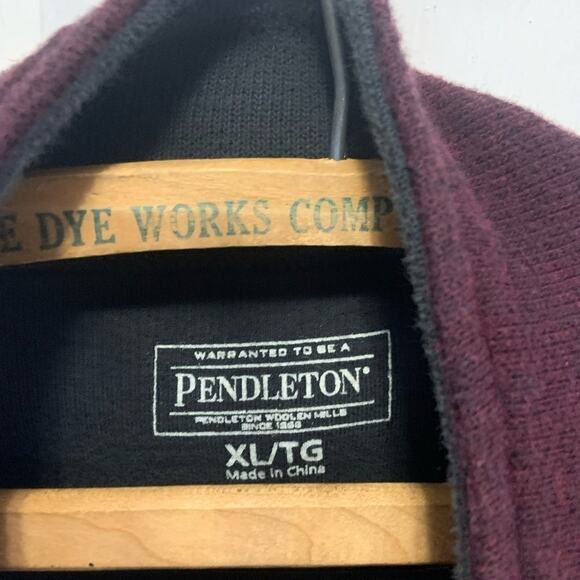 E DYE WORKS COMP
WARRANTED TO BE A
PENDLETON®
PENDLETON WOOLEN MILLS
SINCE 1863
XL/TG
Made in China